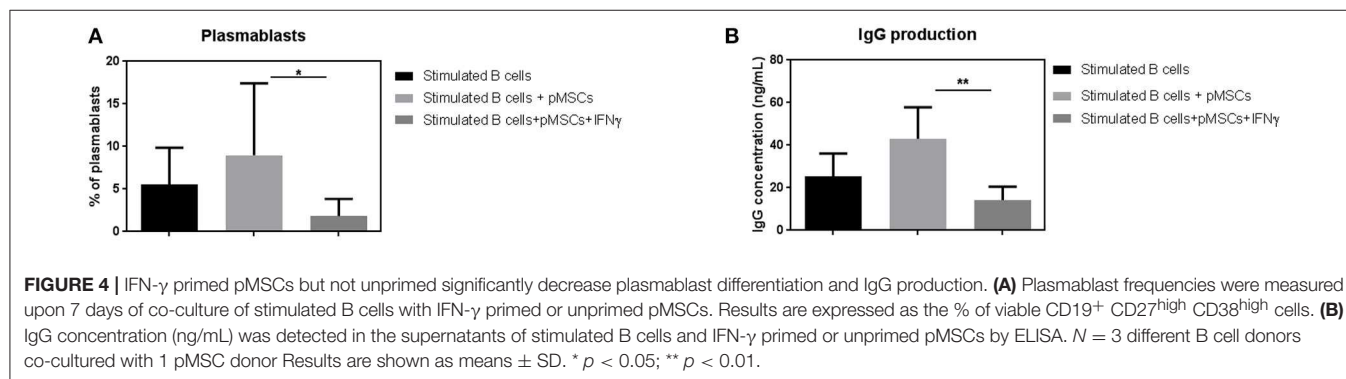 A
Plasmablasts
% of plasmablasts
20
15
10
5
0
*
Stimulated B cells
Stimulated B cells + pMSCs
Stimulated B cells+pMSCs+IFNγ
B
IgG production
IgG concentration (ng/mL)
80
60
40
20
0
**
Stimulated B cells
Stimulated B cells + pMSCs
Stimulated B cells+pMSCs+IFNγ
FIGURE 4 | IFN-γ primed pMSCs but not unprimed significantly decrease plasmablast differentiation and IgG production. (A) Plasmablast frequencies were measured
upon 7 days of co-culture of stimulated B cells with IFN-γ primed or unprimed pMSCs. Results are expressed as the % of viable CD19+ CD27high CD38high cells. (B)
IgG concentration (ng/mL) was detected in the supernatants of stimulated B cells and IFN-γ primed or unprimed pMSCs by ELISA. N = 3 different B cell donors
co-cultured with 1 pMSC donor Results are shown as means ± SD. * p < 0.05; ** p < 0.01.